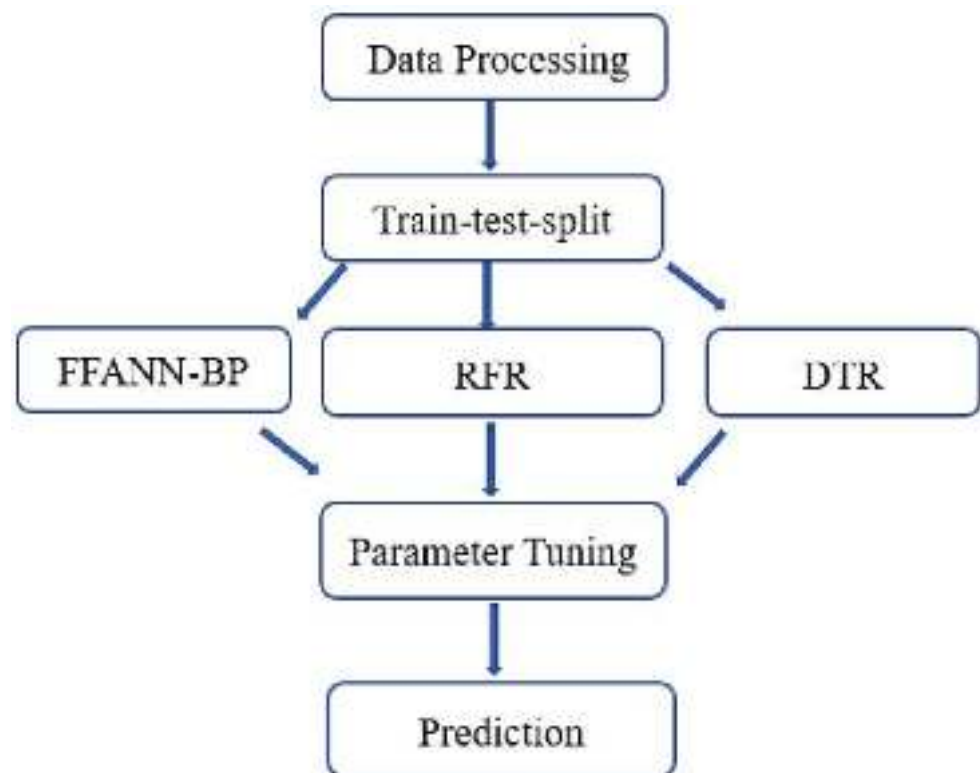 Data Processing
Train-test-split
FFANN-BP
RFR
DTR
Parameter Tuning
Prediction